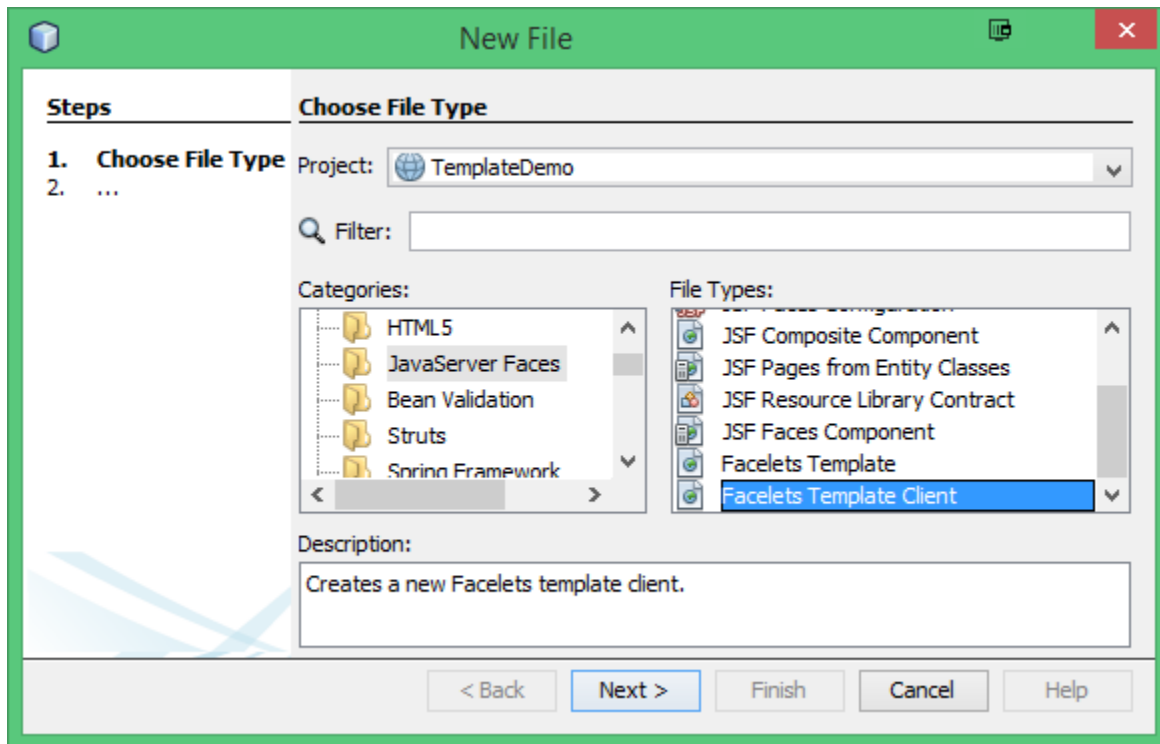 New File
Steps
1. Choose File Type
2. ...
Choose File Type
Project: TemplateDemo
Filter:
Categories:
HTML5
JavaServer Faces
Bean Validation
Struts
Spring Framework
File Types:
JSF Composite Component
JSF Pages from Entity Classes
JSF Resource Library Contract
JSF Faces Component
Facelets Template
Facelets Template Client
Description:
Creates a new Facelets template client.
< Back Next > Finish Cancel Help